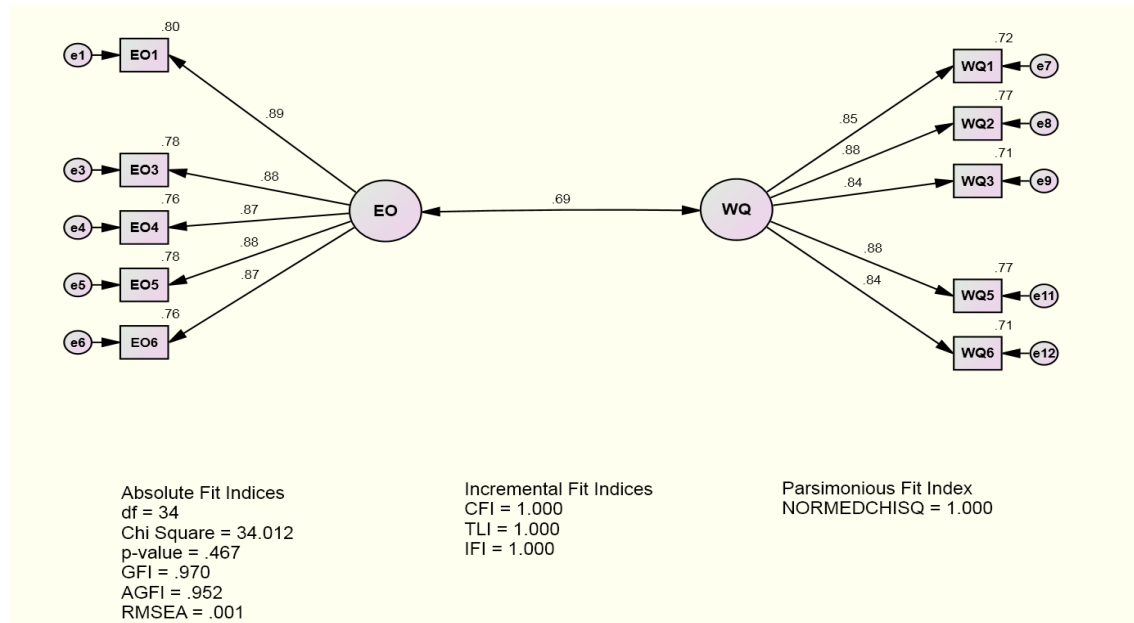 .80
e1 EO1
.89
.78
e3 EO3
.88
.76
e4 EO4
.87
.78
e5 EO5
.88
.76
e6 EO6
.87
EO
.69
WQ
.72
WQ1 e7
.85
.77
WQ2 e8
.88
.71
WQ3 e9
.84
.77
WQ5 e11
.88
.71
WQ6 e12
.84
Absolute Fit Indices
df = 34
Chi Square = 34.012
p-value = .467
GFI = .970
AGFI = .952
RMSEA = .001
Incremental Fit Indices
CFI = 1.000
TLI = 1.000
IFI = 1.000
Parsimonious Fit Index
NORMEDCHISQ = 1.000